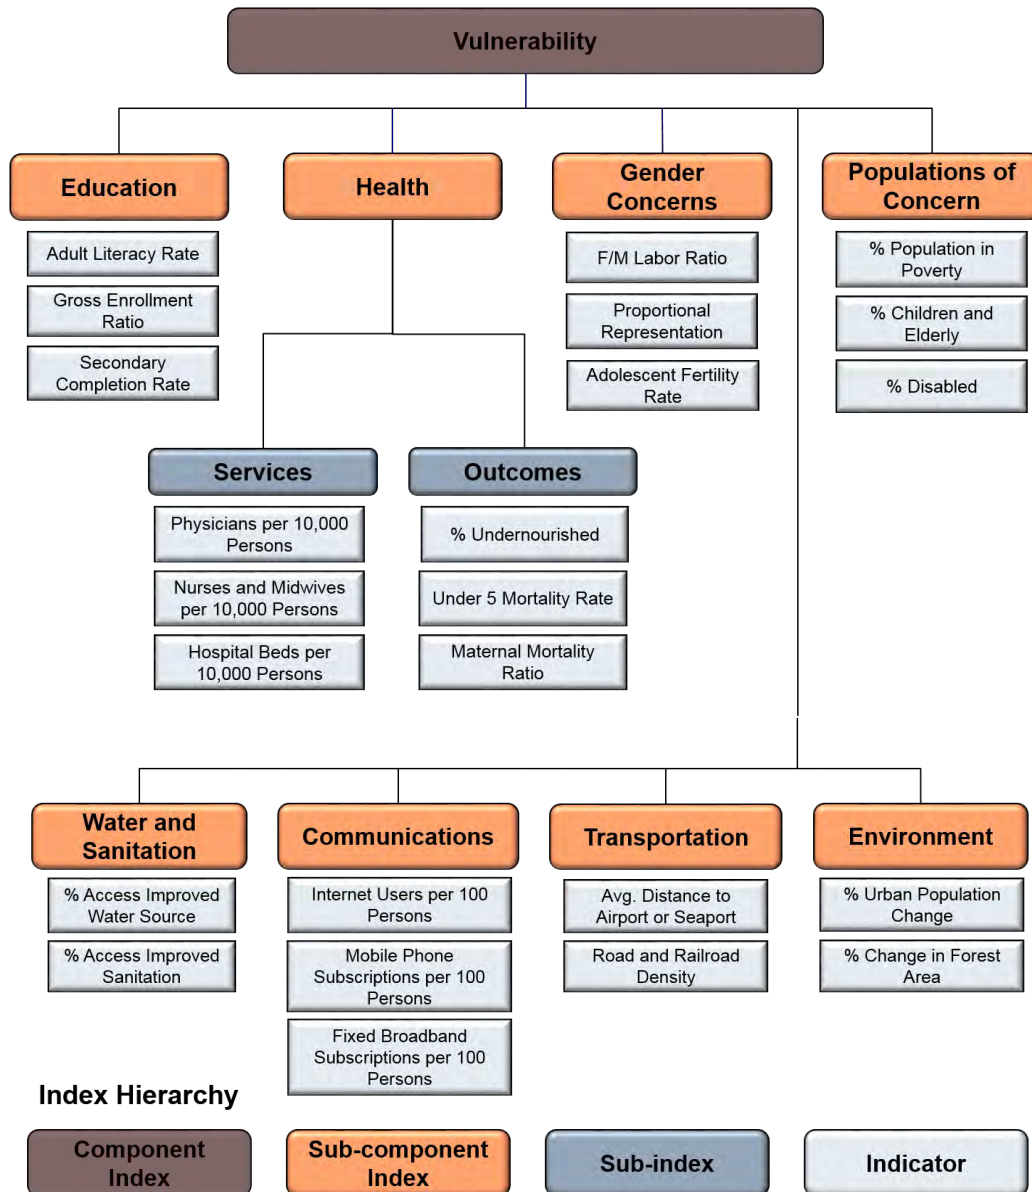 Vulnerability
Education
Health
Gender
Concerns
Populations of
Concern
Adult Literacy Rate
Gross Enrollment
Ratio
Secondary
Completion Rate
F/M Labor Ratio
Proportional
Representation
Adolescent Fertility
Rate
% Population in
Poverty
% Children and
Elderly
% Disabled
Services
Physicians per 10,000
Persons
Nurses and Midwives
per 10,000 Persons
Hospital Beds per
10,000 Persons
Outcomes
% Undernourished
Under 5 Mortality Rate
Maternal Mortality
Ratio
Water and
Sanitation
% Access Improved
Water Source
% Access Improved
Sanitation
Communications
Internet Users per 100
Persons
Mobile Phone
Subscriptions per 100
Persons
Fixed Broadband
Subscriptions per 100
Persons
Transportation
Avg. Distance to
Airport or Seaport
Road and Railroad
Density
Environment
% Urban Population
Change
% Change in Forest
Area
Index Hierarchy
Component
Index
Sub-component
Index
Sub-index
Indicator